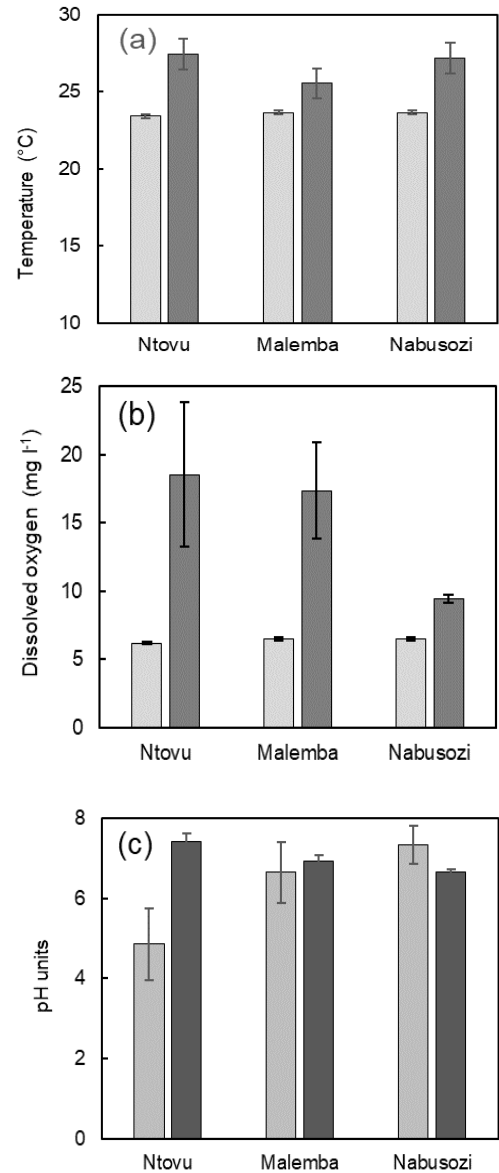 (a)
Temperature (°C)
30
25
20
15
10
Ntovu Malemba Nabusozi
(b)
Dissolved oxygen (mg l⁻¹)
25
20
15
10
5
0
Ntovu Malemba Nabusozi
(c)
pH units
8
6
4
2
0
Ntovu Malemba Nabusozi